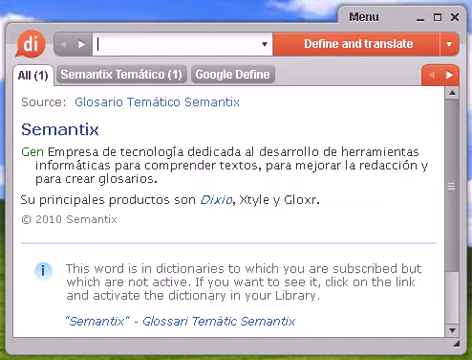 Menu
di
Define and translate
All (1) Semantix Temático (1) Google Define
Source: Glosario Temático Semantix
Semantix
Gen Empresa de tecnología dedicada al desarrollo de herramientas
informáticas para comprender textos, para mejorar la redacción y
para crear glosarios.
Su principales productos son Dixio, Xtyle y Gloxr.
© 2010 Semantix
i
This word is in dictionaries to which you are subscribed but
which are not active. If you want to see it, click on the link
and activate the dictionary in your Library.
"Semantix" - Glossari Temàtic Semantix